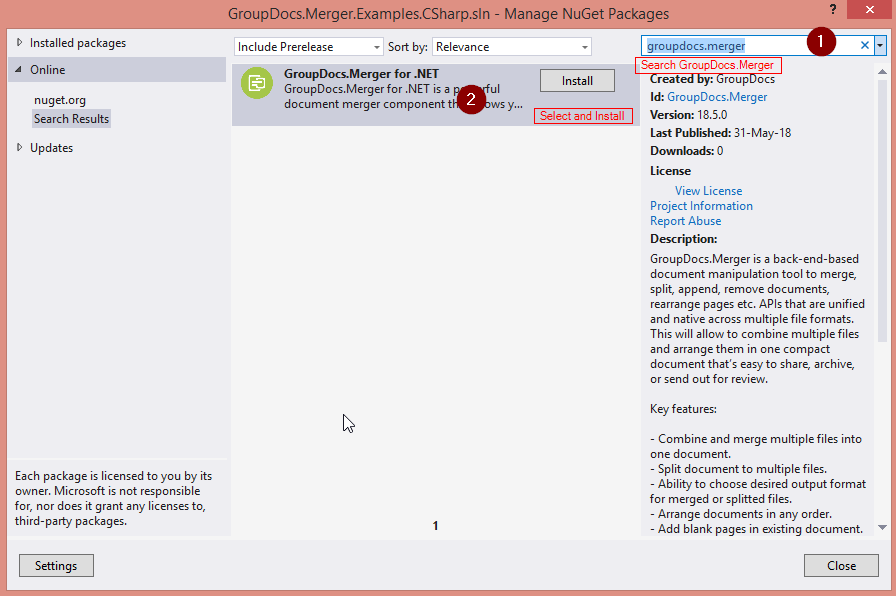 GroupDocs.Merger.Examples.CSharp.sln - Manage NuGet Packages
?
Installed packages
Online
nuget.org
Search Results
Updates
Each package is licensed to you by its
owner. Microsoft is not responsible
for, nor does it grant any licenses to,
third-party packages.
Settings
Include Prerelease
Sort by:
Relevance
GroupDocs.Merger for .NET
GroupDocs.Merger for .NET is a
document merger component
y...
Install
2
Select and Install
1
groupdocs.merger
1
Search GroupDocs.Merger
Created by: GroupDocs
Id: GroupDocs.Merger
Version: 18.5.0
Last Published: 31-May-18
Downloads: 0
License
View License
Project Information
Report Abuse
Description:
GroupDocs.Merger is a back-end-based
document manipulation tool to merge,
split, append, remove documents,
rearrange pages etc. APIs that are unified
and native across multiple file formats.
This will allow to combine multiple files
and arrange them in one compact
document that's easy to share, archive,
or send out for review.
Key features:
- Combine and merge multiple files into
one document.
- Split document to multiple files.
- Ability to choose desired output format
for merged or splitted files.
- Arrange documents in any order.
- Add blank pages in existing document.
Close